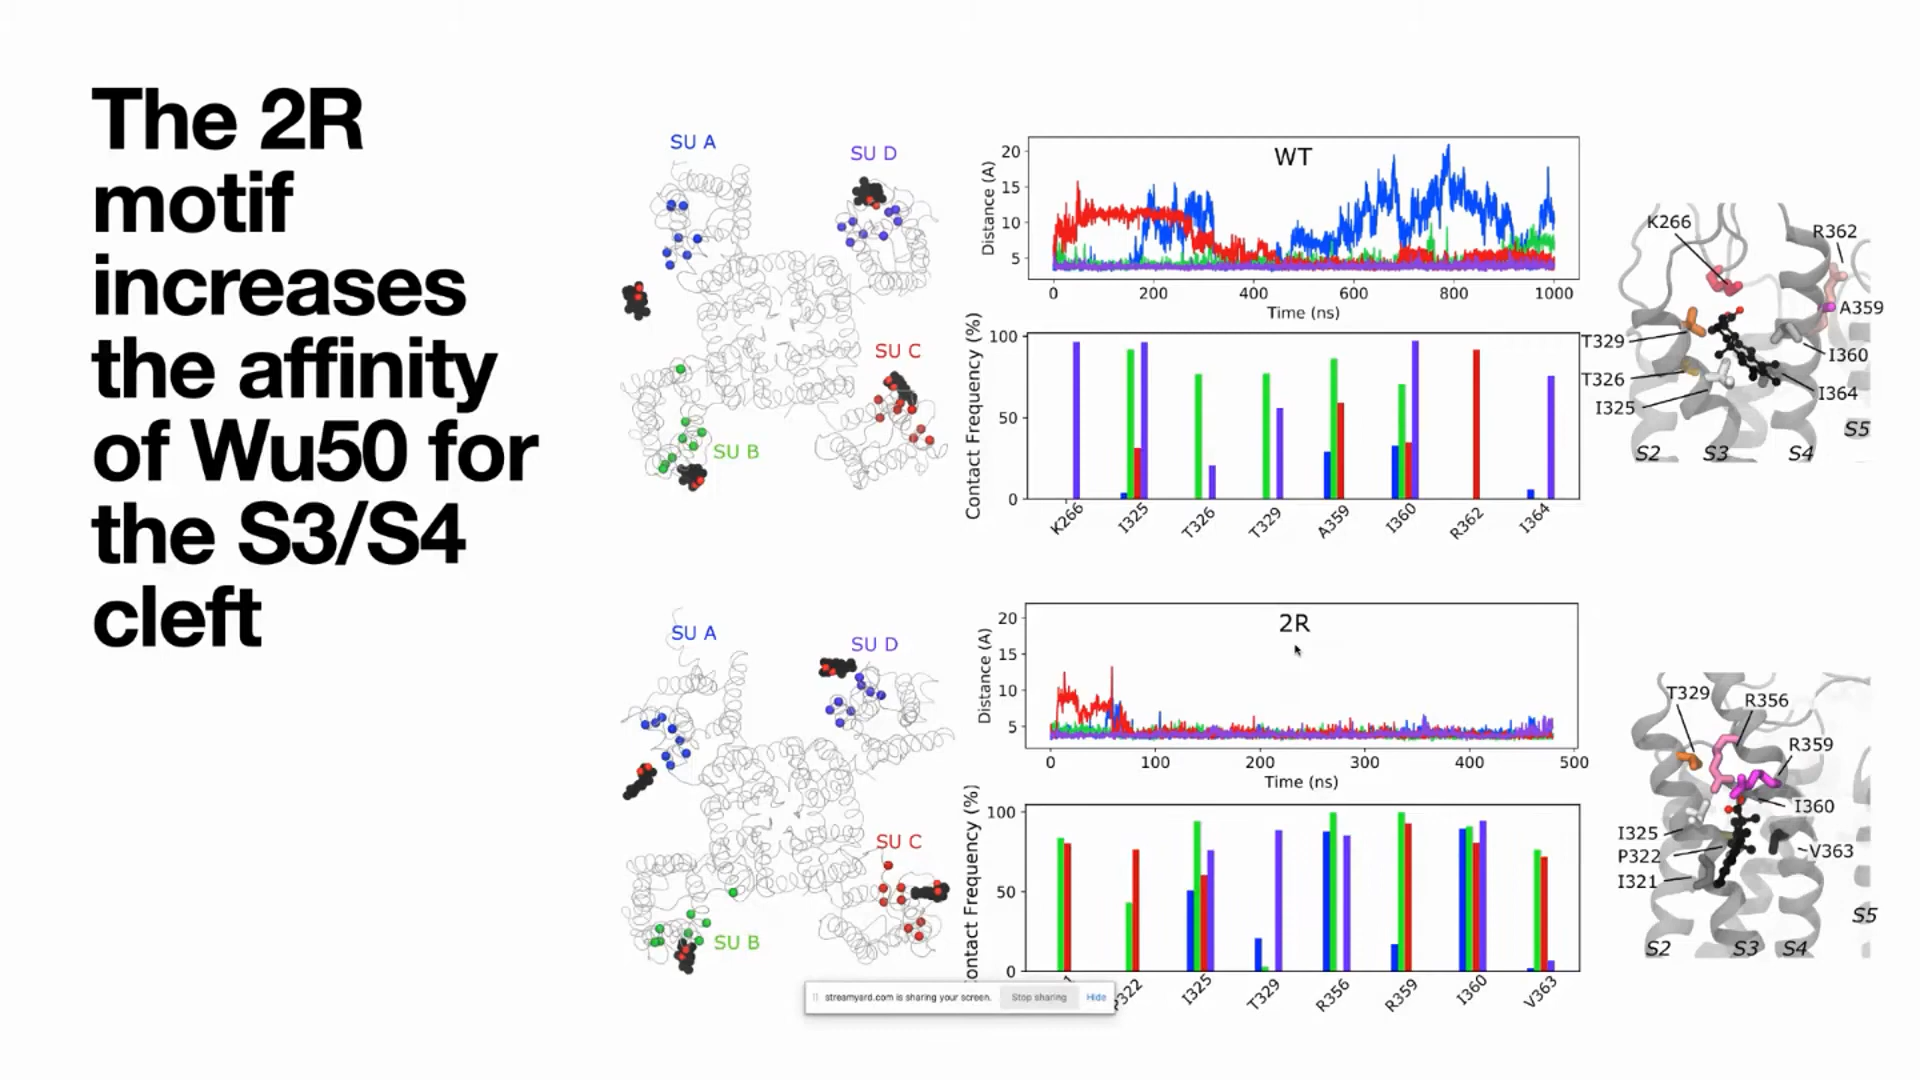 The 2R
motif
increases
the affinity
of Wu50 for
the S3/S4
cleft
SU A
SU D
SU C
SU B
WT
Distance (A)
20
15
10
5
0 200 400 600 800 1000
Time (ns)
Contact Frequency (%)
100
50
0
K266 I325 T326 T329 A359 I360 R362 I364
K266
R362
A359
T329
I360
T326
I364
I325
S5
S2 S3 S4
SU A
SU D
SU C
SU B
2R
Distance (A)
20
15
10
5
0 100 200 300 400 500
Time (ns)
ontact Frequency (%)
100
50
0
1 P322 I325 T329 R356 R359 I360 V363
T329
R356
R359
I360
I325
V363
P322
I321
S5
S2 S3 S4
streamyard.com is sharing your screen. Stop sharing Hide